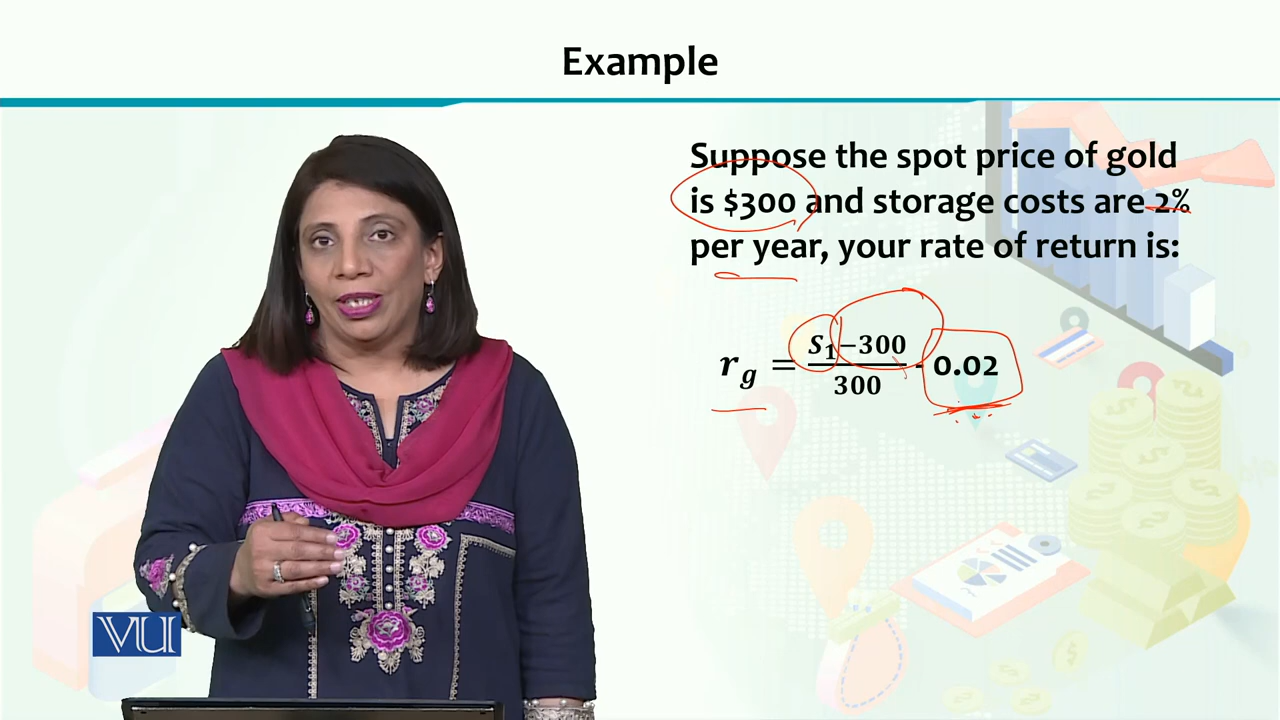 Example
Suppose the spot price of gold
is $300 and storage costs are 2%
per year, your rate of return is:
r_g = (S_1−300)/300 - 0.02
VU